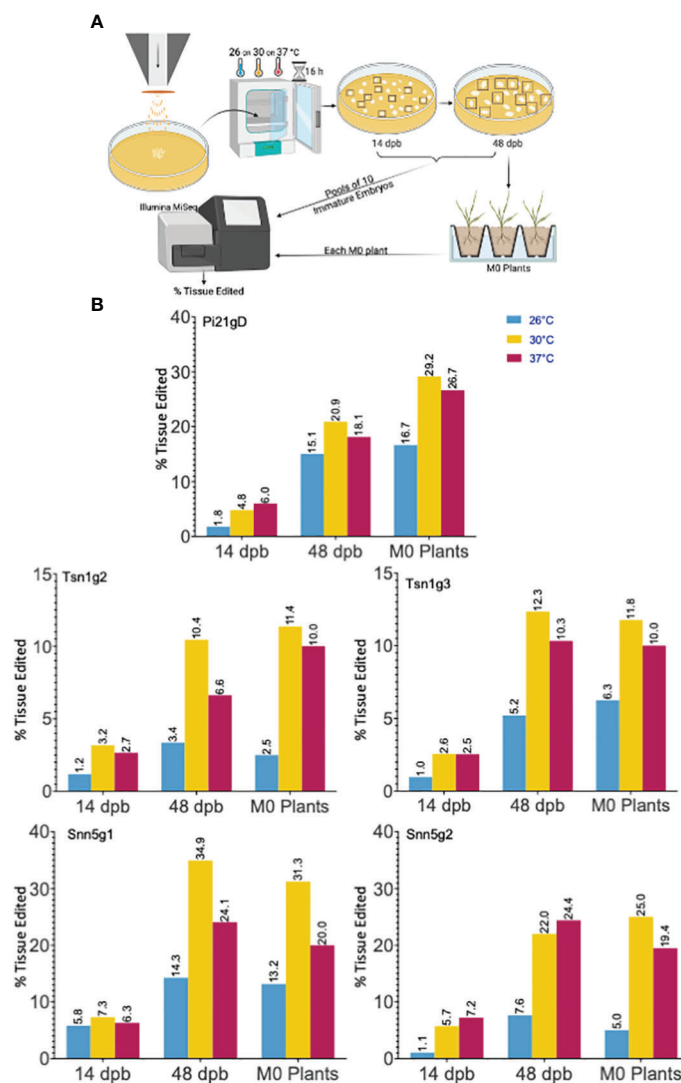 A
26 on 30 on 37 °C
16 h
14 dpb
48 dpb
Pools of 10
Immature Embryos
Illumina MiSeq
Each M0 plant
M0 Plants
% Tissue Edited
B
Pi21gD
26°C
30°C
37°C
% Tissue Edited
40
30
20
10
0
1.8 4.8 6.0 15.1 20.9 18.1 16.7 29.2 26.7
14 dpb 48 dpb M0 Plants
Tsn1g2
% Tissue Edited
15
10
5
0
1.2 3.2 2.7 3.4 10.4 6.6 2.5 11.4 10.0
14 dpb 48 dpb M0 Plants
Tsn1g3
% Tissue Edited
15
10
5
0
1.0 2.6 2.5 5.2 12.3 10.3 6.3 11.8 10.0
14 dpb 48 dpb M0 Plants
Snn5g1
% Tissue Edited
40
30
20
10
0
5.8 7.3 6.3 14.3 34.9 24.1 13.2 31.3 20.0
14 dpb 48 dpb M0 Plants
Snn5g2
% Tissue Edited
40
30
20
10
0
1.1 5.7 7.2 7.6 22.0 24.4 5.0 25.0 19.4
14 dpb 48 dpb M0 Plants